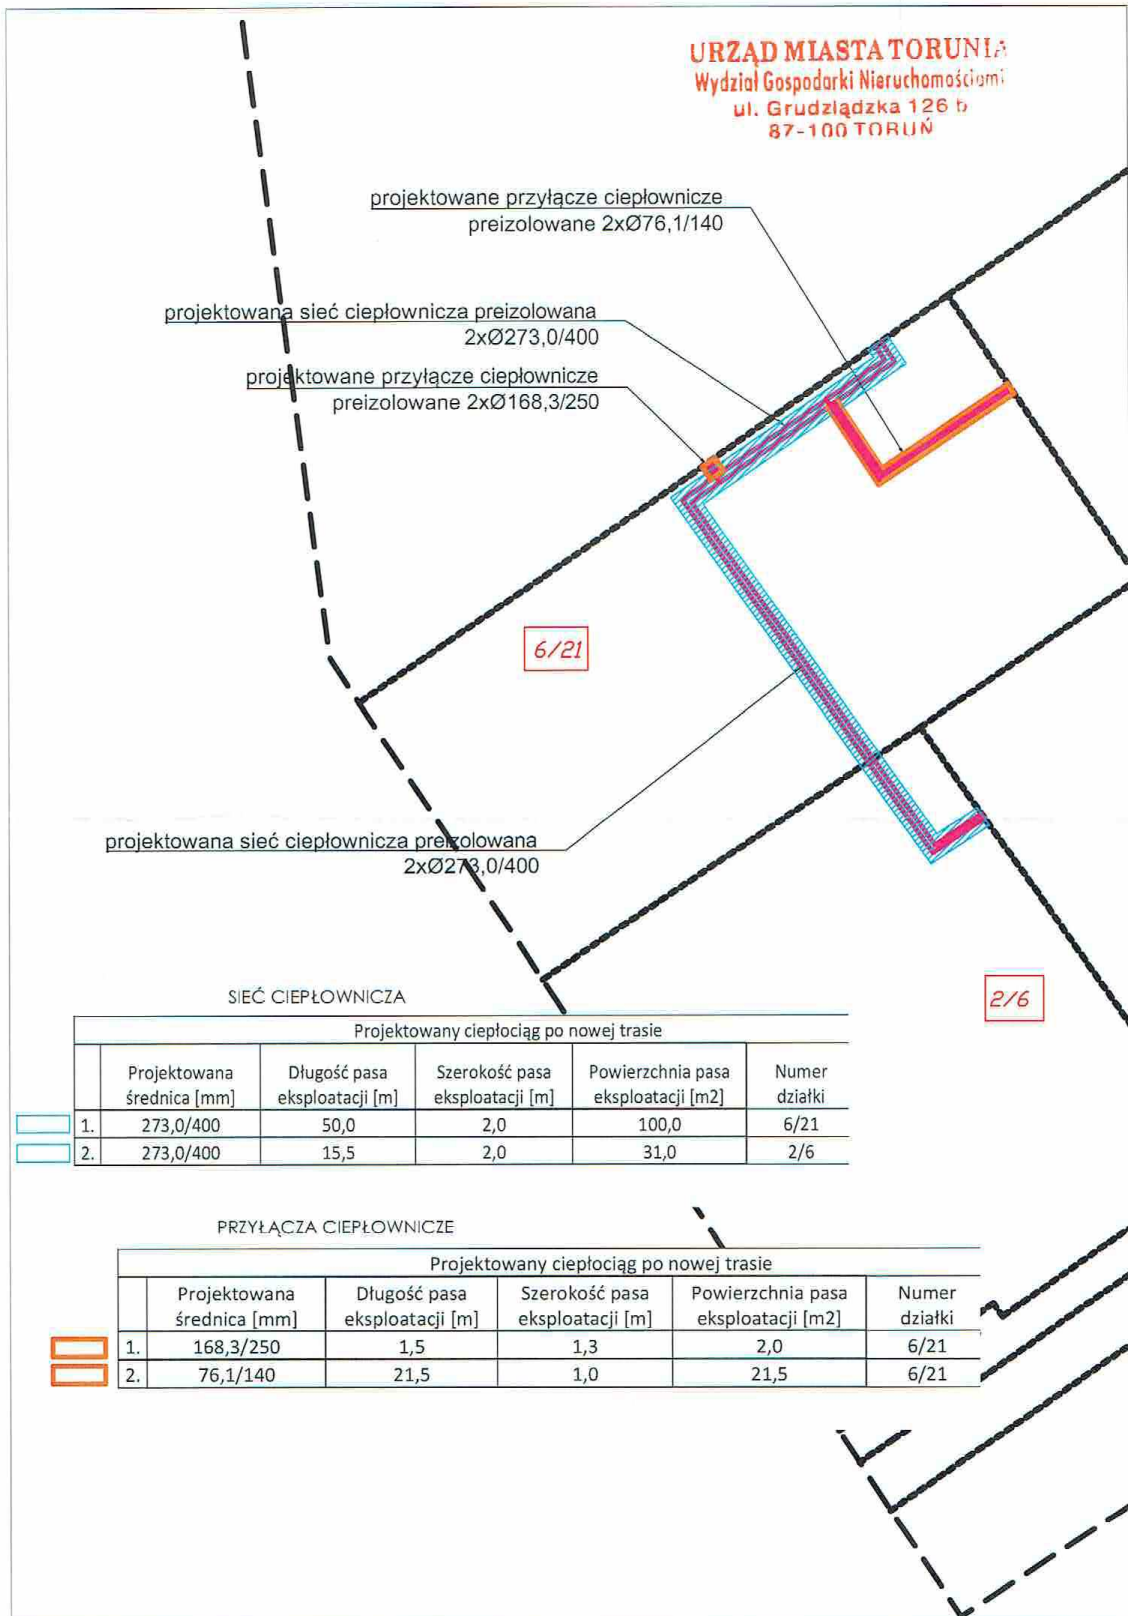 URZĄD MIASTA TORUNIA
Wydział Gospodarki Nieruchomościami
ul. Grudziądzka 126 b
87-100 TORUŃ
projektowane przyłącze ciepłownicze
preizolowane 2xØ76,1/140
projektowana sieć ciepłownicza preizolowana
2xØ273,0/400
projektowane przyłącze ciepłownicze
preizolowane 2xØ168,3/250
6/21
projektowana sieć ciepłownicza preizolowana
2xØ273,0/400
2/6
SIEĆ CIEPŁOWNICZA
Projektowany ciepłociąg po nowej trasie
Projektowana średnica [mm] Długość pasa eksploatacji [m] Szerokość pasa eksploatacji [m] Powierzchnia pasa eksploatacji [m2] Numer działki
1. 273,0/400 50,0 2,0 100,0 6/21
2. 273,0/400 15,5 2,0 31,0 2/6
PRZYŁĄCZA CIEPŁOWNICZE
Projektowany ciepłociąg po nowej trasie
Projektowana średnica [mm] Długość pasa eksploatacji [m] Szerokość pasa eksploatacji [m] Powierzchnia pasa eksploatacji [m2] Numer działki
1. 168,3/250 1,5 1,3 2,0 6/21
2. 76,1/140 21,5 1,0 21,5 6/21